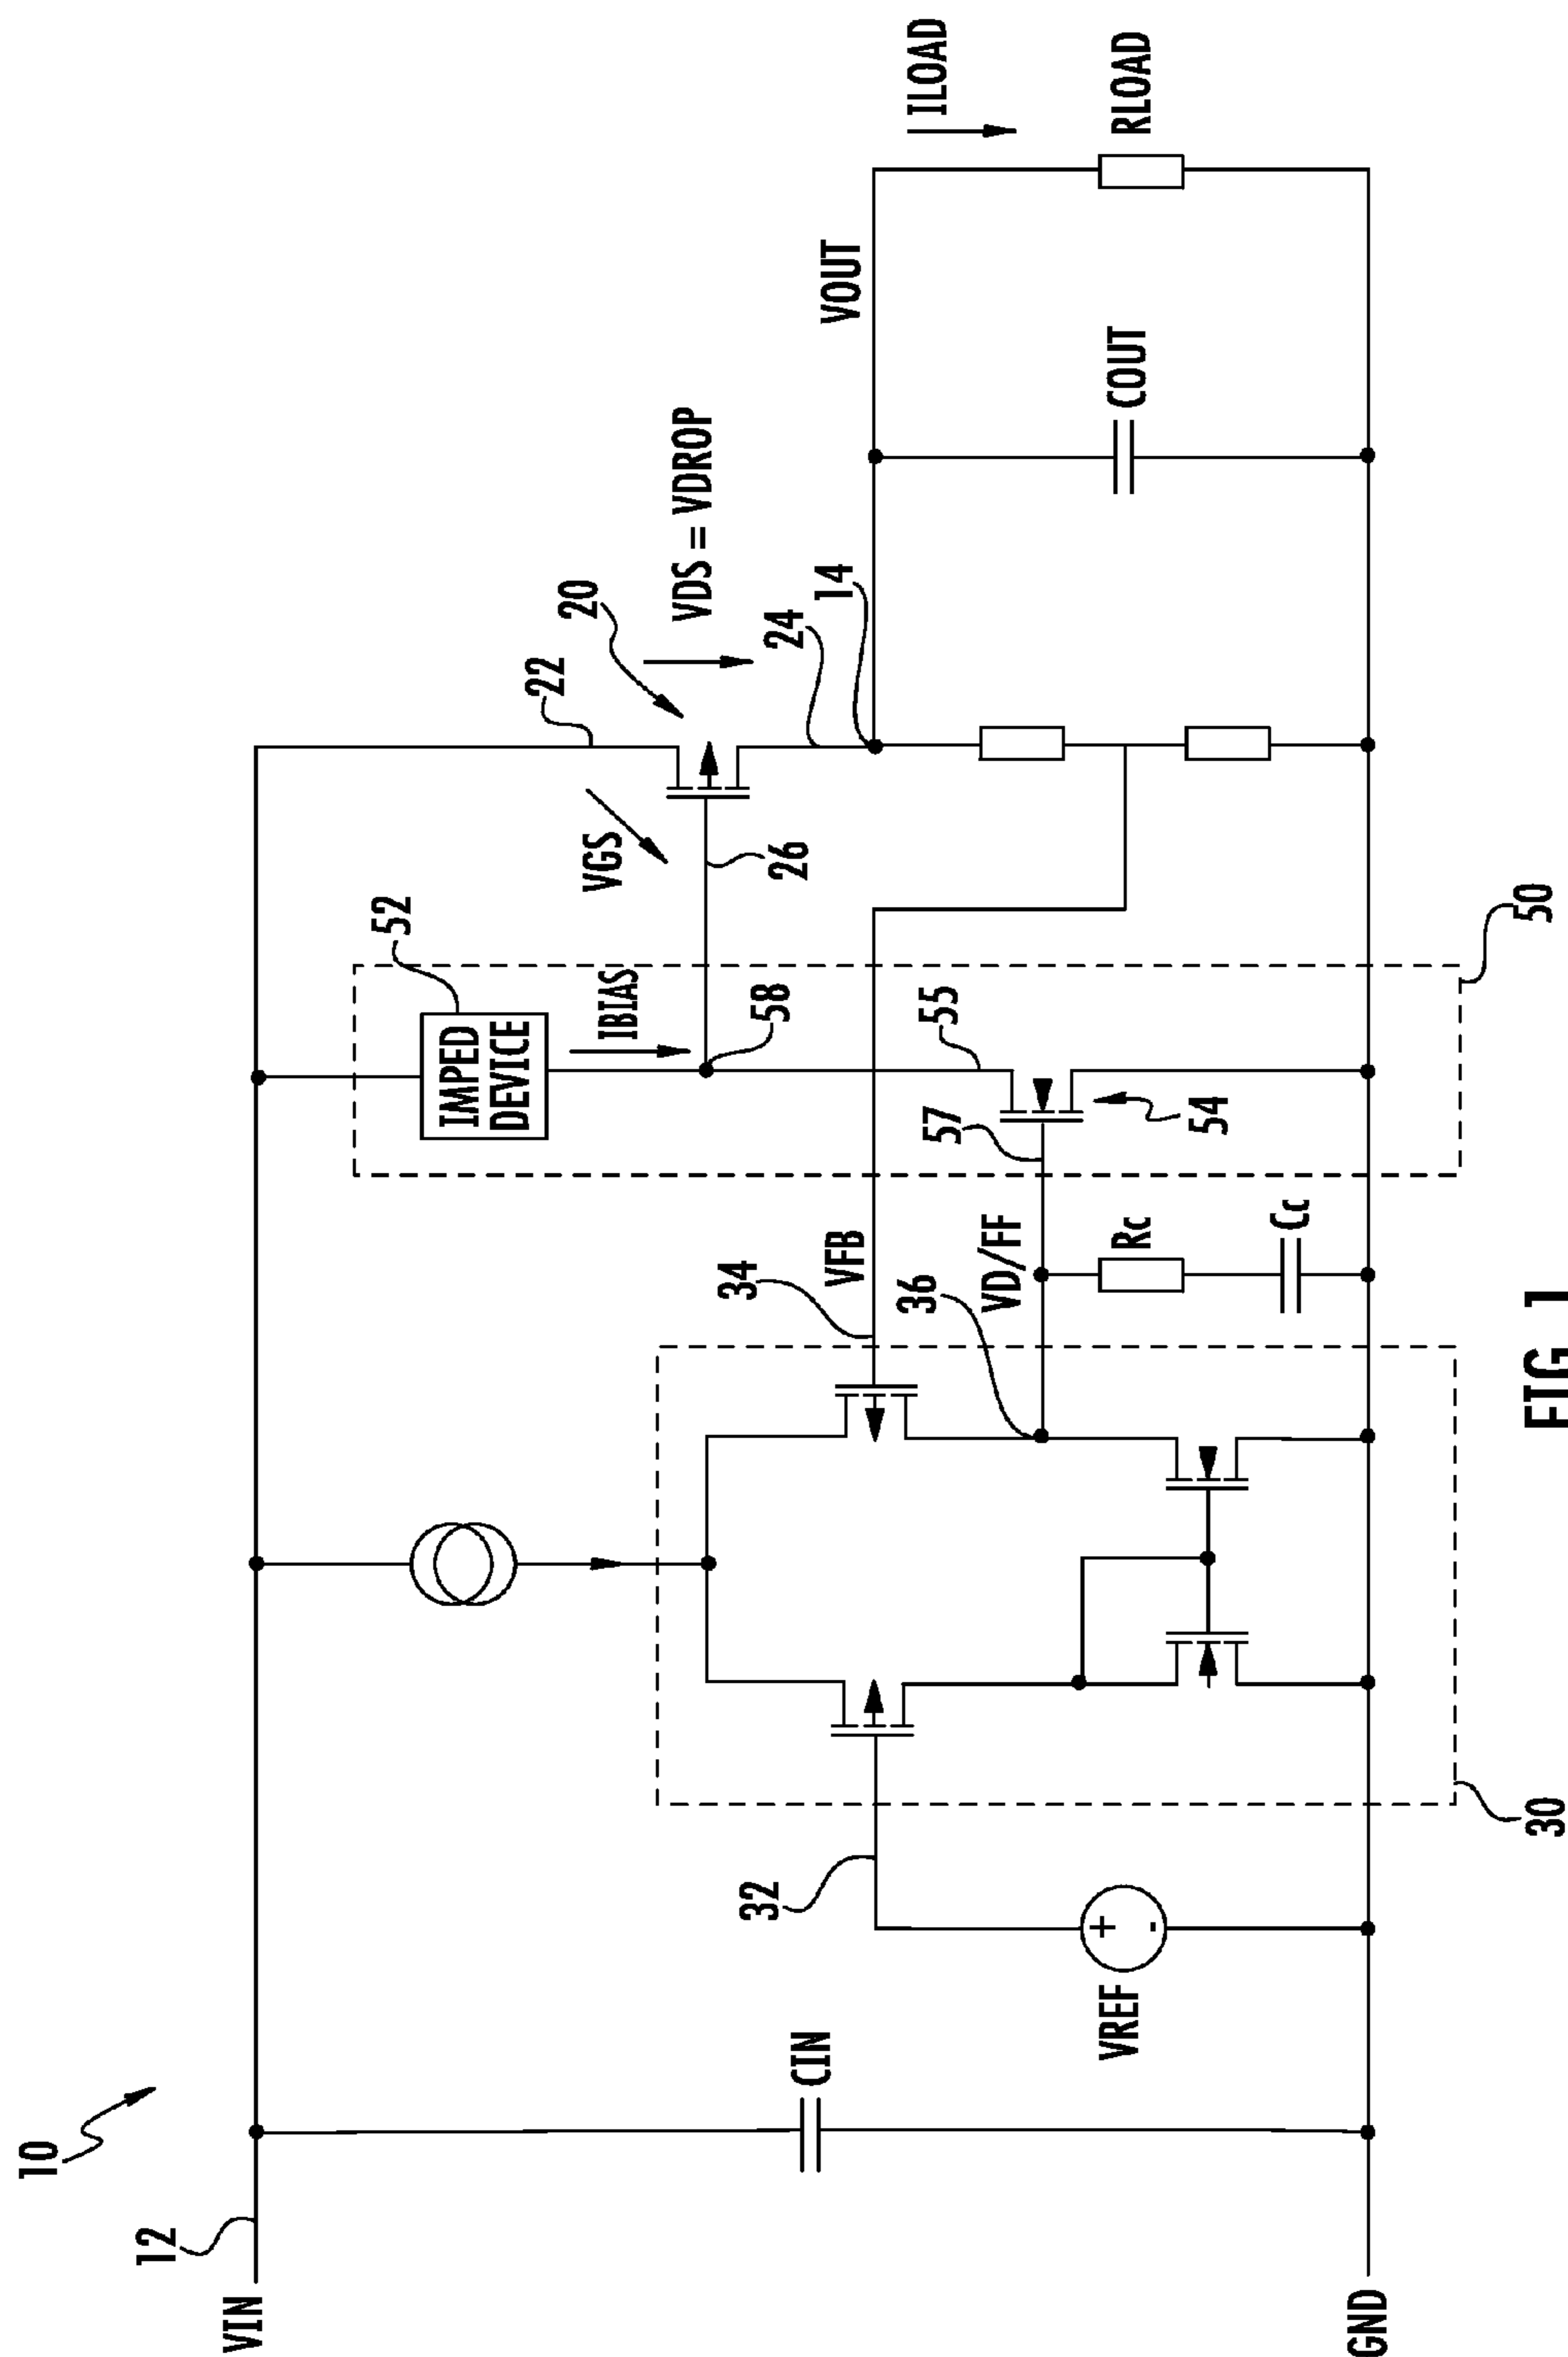 10
12
VIN
GND
CIN
VREF
32
30
34
VFB
36
VD/FF
Rc
Cc
57
54
55
50
52
IMPED
DEVICE
IBIAS
58
VGS
26
22
20
VDS = VDROP
24
14
VOUT
COUT
ILOAD
RLOAD
FIG 1